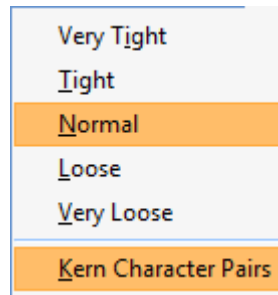 Very Tight
Tight
Normal
Loose
Very Loose
Kern Character Pairs